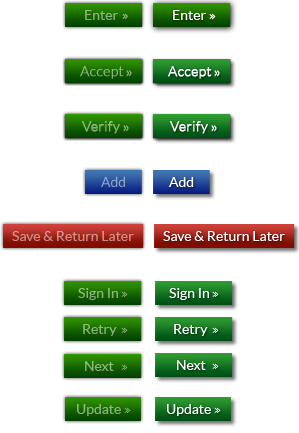 Enter » Enter »
Accept » Accept »
Verify » Verify »
Add Add
Save & Return Later Save & Return Later
Sign In » Sign In »
Retry » Retry »
Next » Next »
Update » Update »